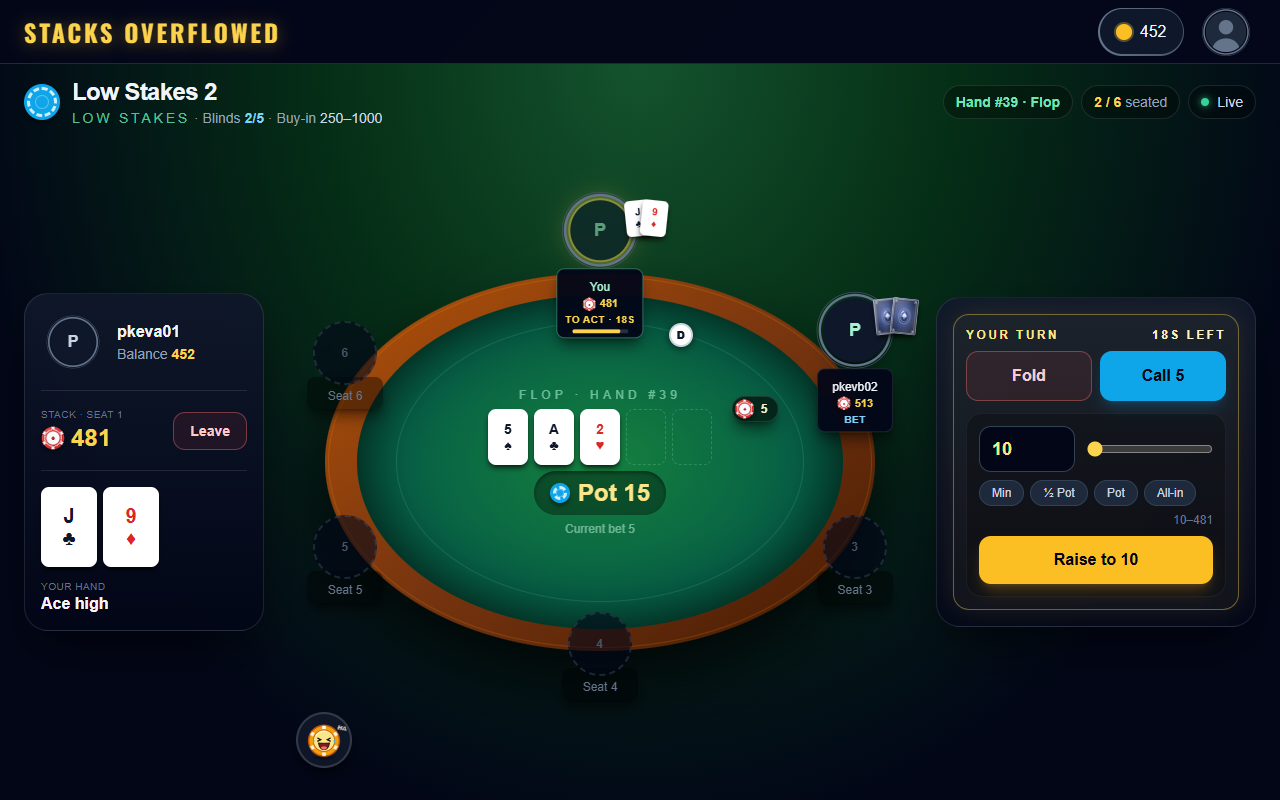 STACKS OVERFLOWED
452
Low Stakes 2
LOW STAKES · Blinds 2/5 · Buy-in 250–1000
Hand #39 · Flop
2 / 6 seated
Live
P
J
9
You
481
TO ACT · 18S
D
P
pkevb02
513
BET
5
6
Seat 6
FLOP · HAND #39
5
A
2
Pot 15
Current bet 5
5
Seat 5
3
Seat 3
4
Seat 4
P
pkeva01
Balance 452
STACK · SEAT 1
481
Leave
J
9
YOUR HAND
Ace high
YOUR TURN
18S LEFT
Fold
Call 5
10
Min
½ Pot
Pot
All-in
10–481
Raise to 10